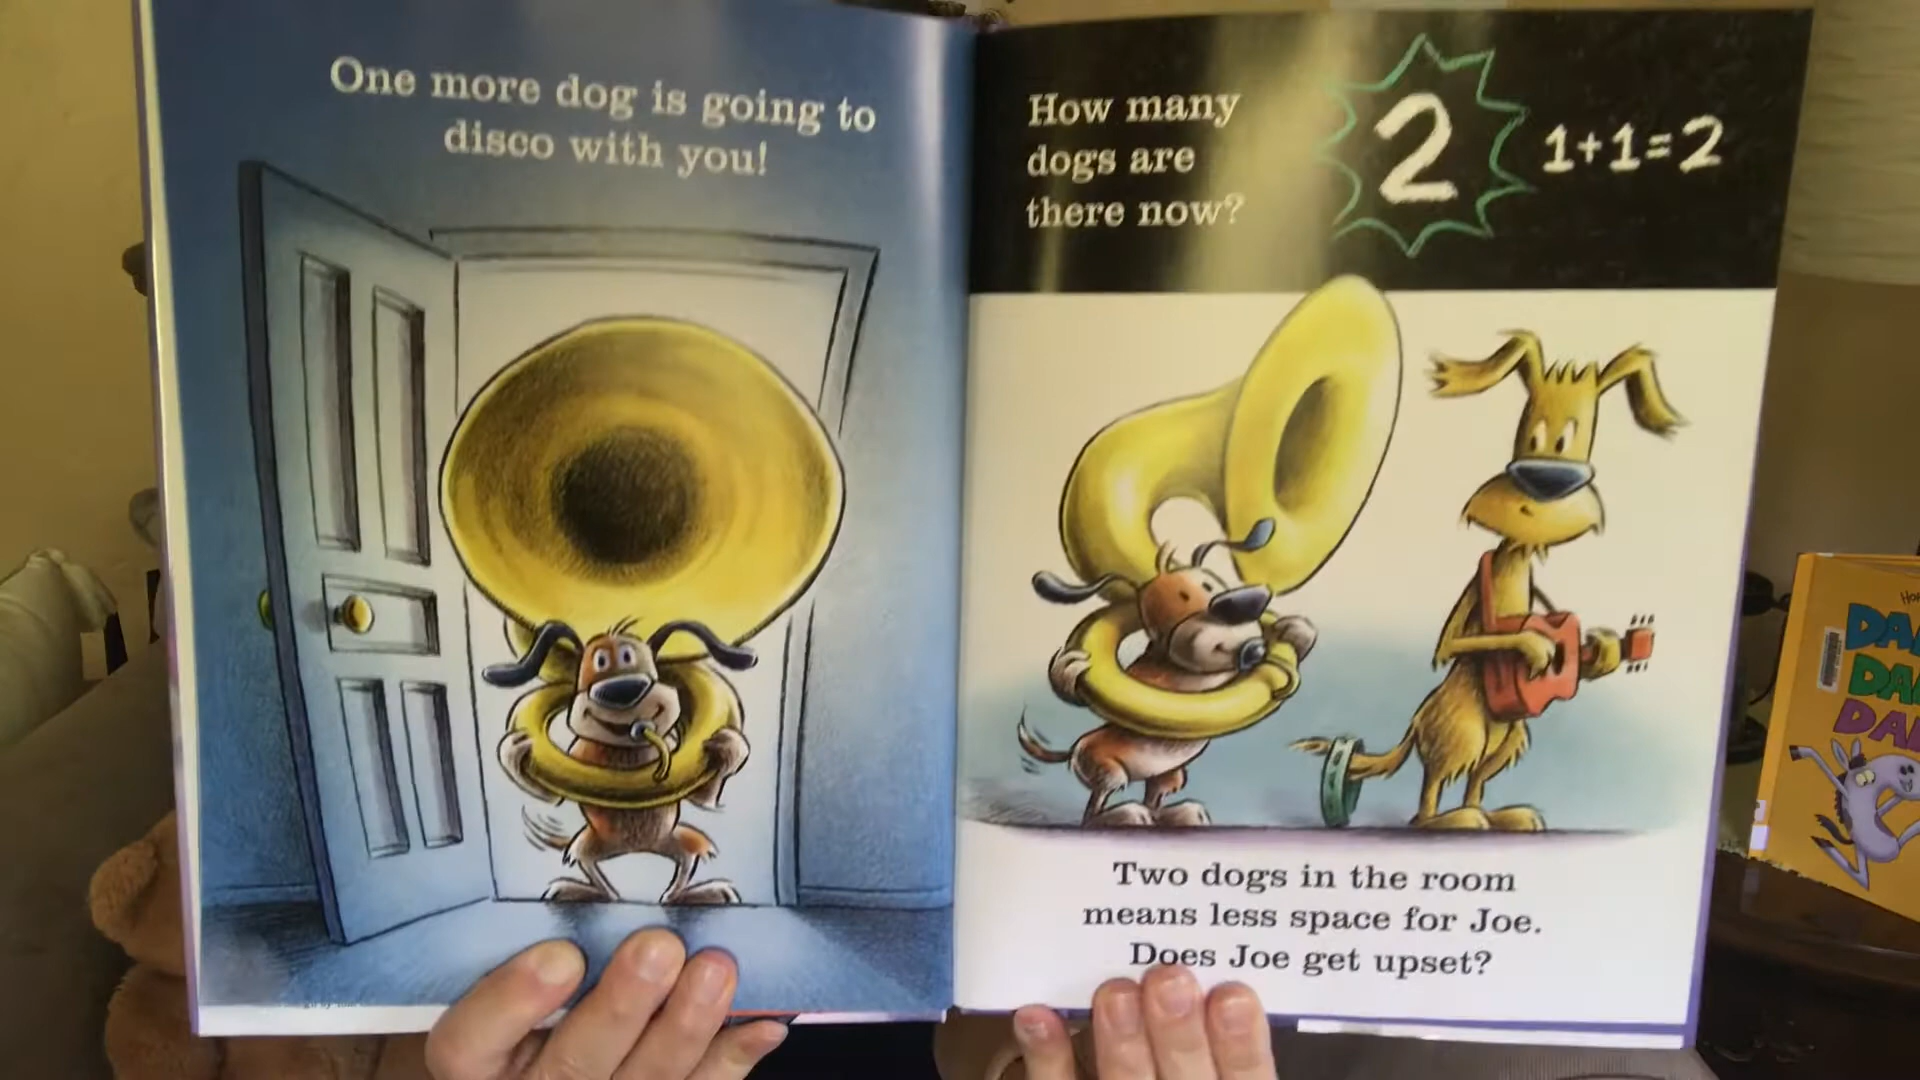 One more dog is going to
disco with you!
How many
dogs are
there now?
2
1+1=2
Two dogs in the room
means less space for Joe.
Does Joe get upset?